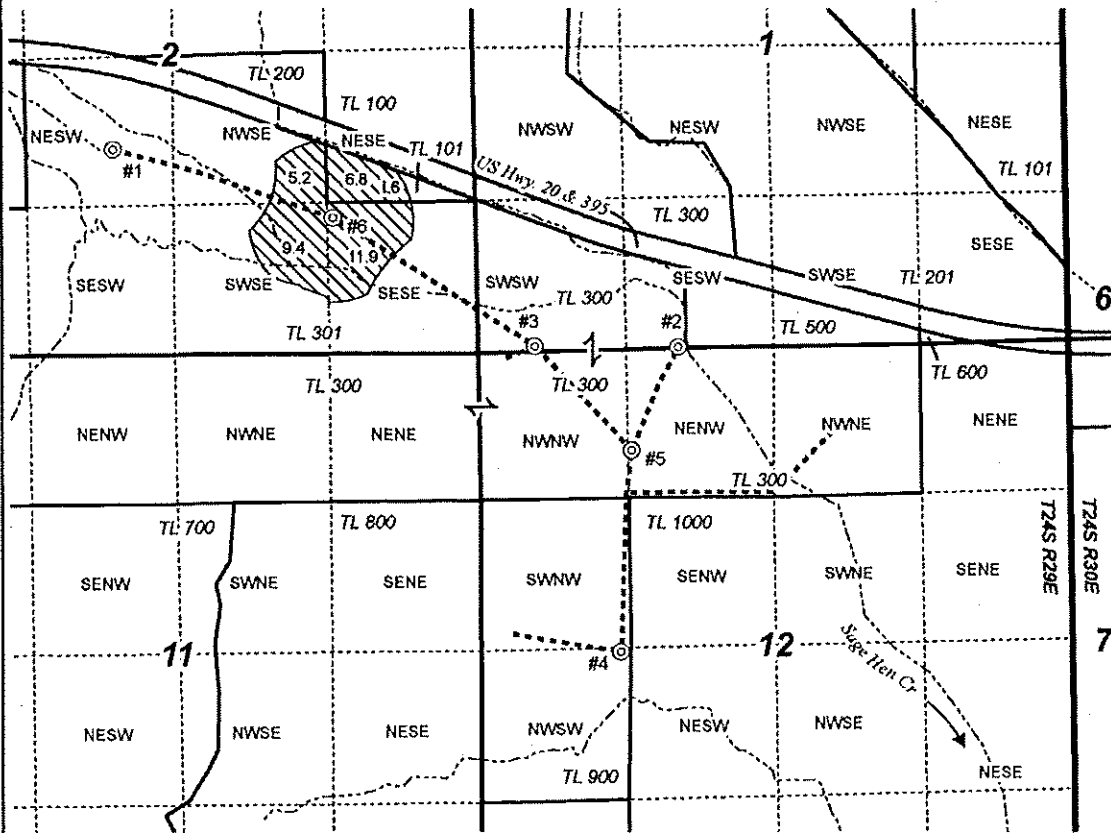 2
1
TL 200
TL 100
NESW
NWSE
NESE
TL 101
NWSW
NESW
NWSE
NESE
TL 101
#1
US Hwy. 20 & 395
5.2
6.8
1.6
TL 300
#6
9.4
11.9
SESE
SESW
SWSE
SESE
SWSW
TL 300
SESW
SWSE
TL 201
6
TL 301
#3
#2
TL 500
TL 300
TL 300
TL 600
NENW
NWNE
NENE
NWNW
NENW
NWNE
NENE
#5
TL 300
TL 700
TL 800
TL 1000
T24S R29E
T24S R30E
SENW
SWNE
SENE
SWNW
SENW
SWNE
SENE
11
#4
12
Sage Hen Cr
7
NESW
NWSE
NESE
NWSW
NESW
NWSE
NESE
TL 900